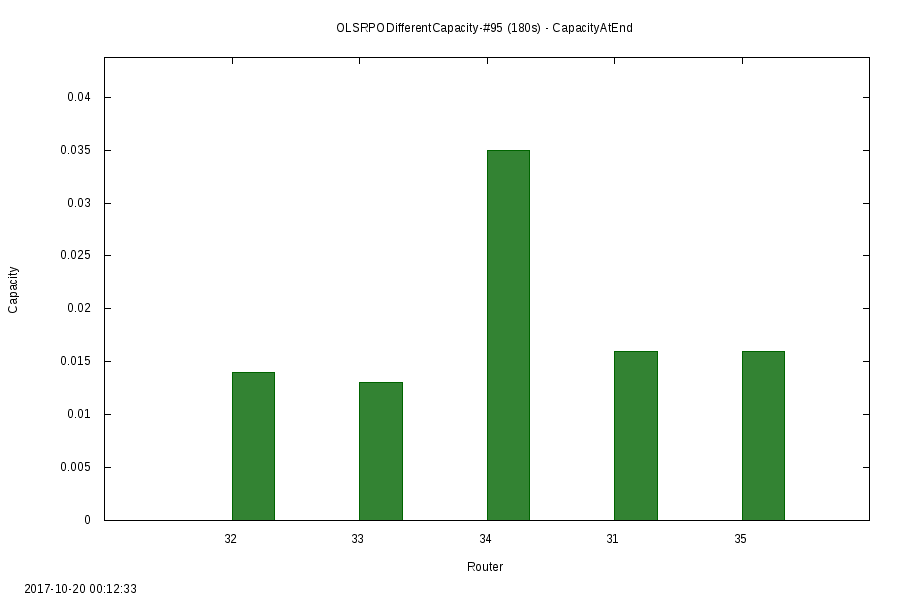 OLSRPODifferentCapacity-#95 (180s) - CapacityAtEnd
0.04
0.035
0.03
0.025
0.02
0.015
0.01
0.005
0
Capacity
32 33 34 31 35
Router
2017-10-20 00:12:33